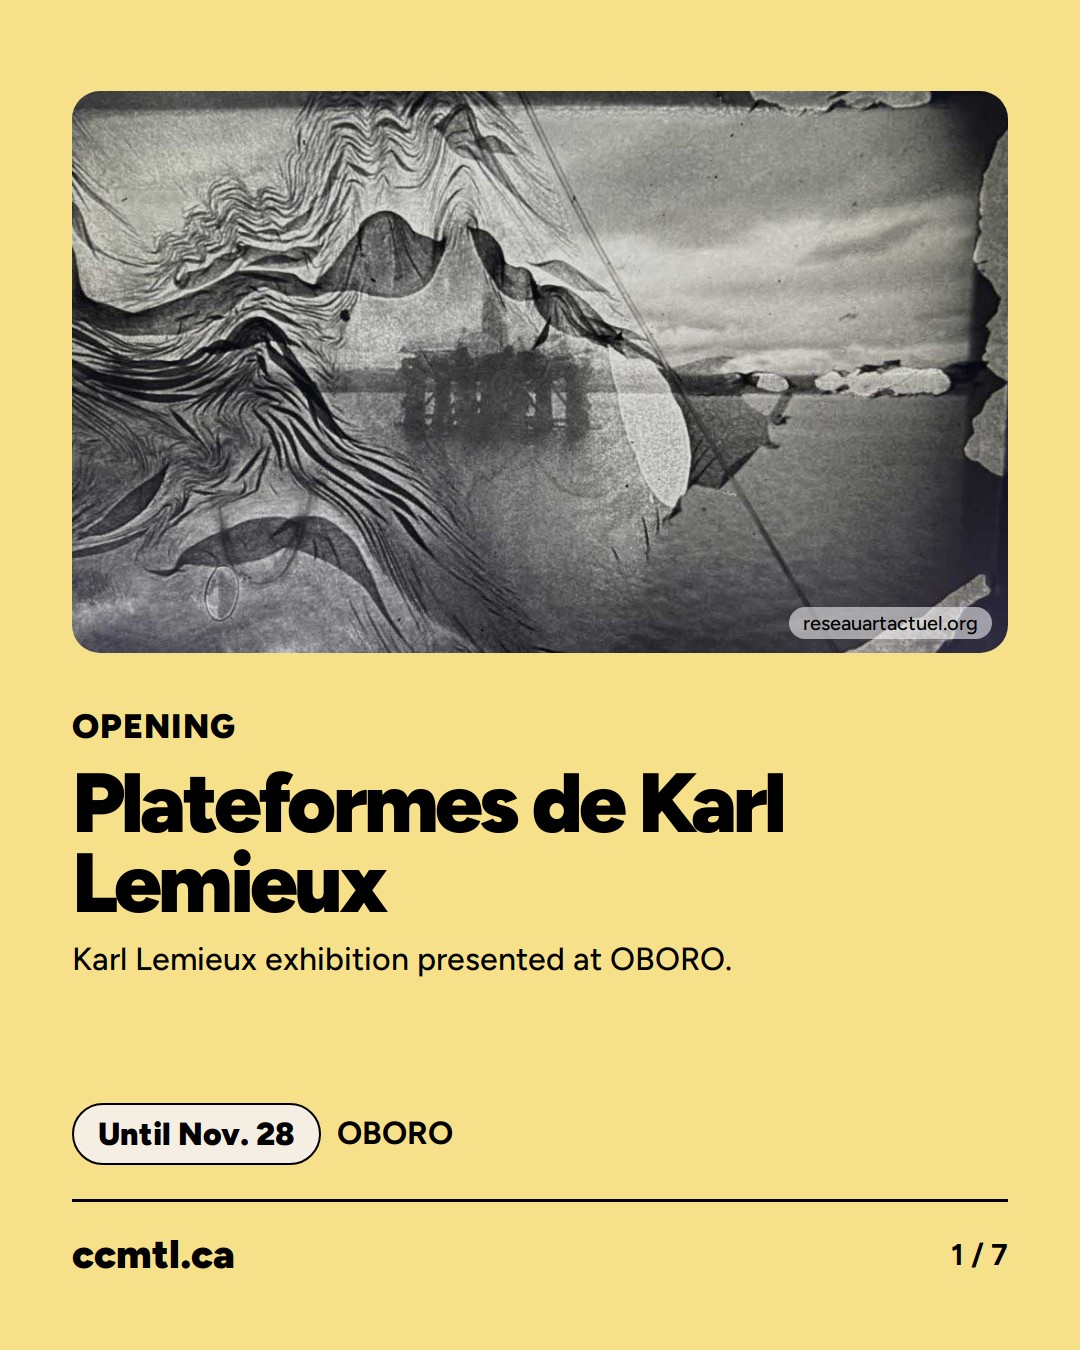 reseauartactuel.org
OPENING
Plateformes de Karl
Lemieux
Karl Lemieux exhibition presented at OBORO.
Until Nov. 28 OBORO
ccmtl.ca 1 / 7